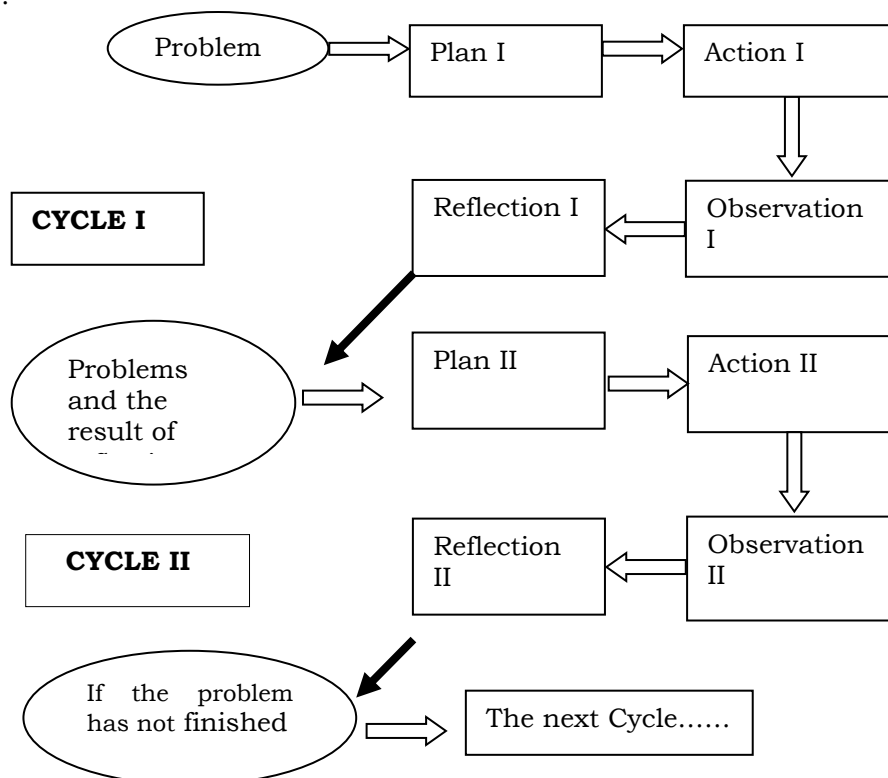 .
Problem
Plan I
Action I
CYCLE I
Reflection I
Observation
I
Problems
and the
result of
Plan II
Action II
CYCLE II
Reflection
II
Observation
II
If the problem
has not finished
The next Cycle......